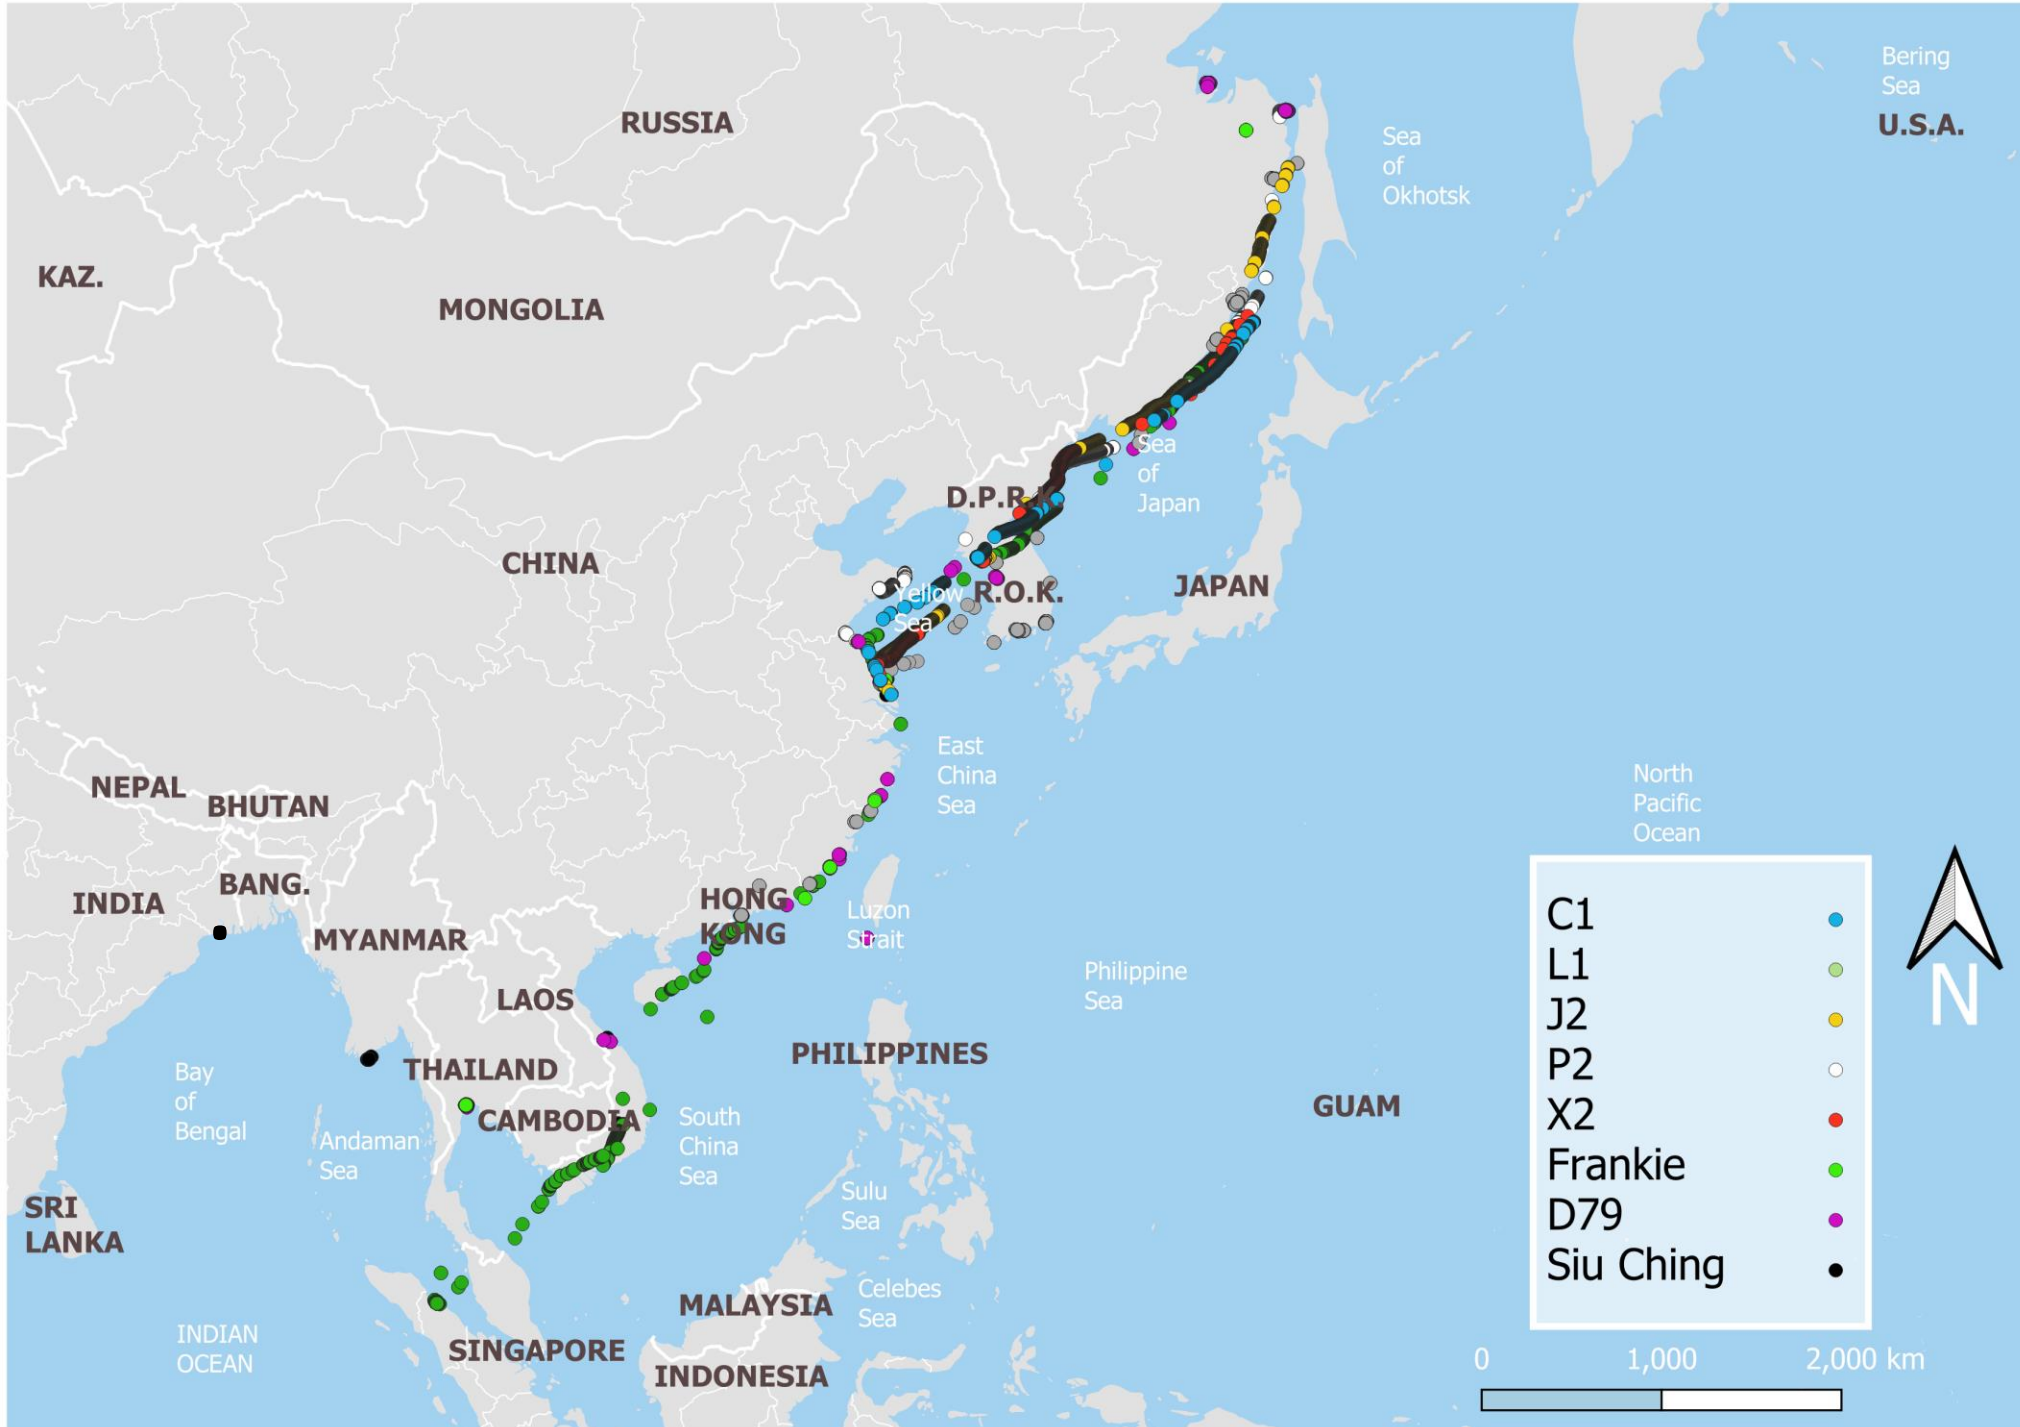 Bering
Sea
U.S.A.
RUSSIA
Sea
of
Okhotsk
KAZ.
MONGOLIA
Sea
of
Japan
D.P.R.K.
CHINA
JAPAN
Yellow
Sea
R.O.K.
East
China
Sea
North
Pacific
Ocean
NEPAL
BHUTAN
BANG.
INDIA
HONG
KONG
Luzon
Strait
MYANMAR
Philippine
Sea
LAOS
PHILIPPINES
THAILAND
Bay
of
Bengal
CAMBODIA
GUAM
South
China
Sea
Andaman
Sea
SRI
LANKA
Sulu
Sea
Celebes
Sea
MALAYSIA
INDIAN
OCEAN
SINGAPORE
INDONESIA
C1
L1
J2
P2
X2
Frankie
D79
Siu Ching
N
0 1,000 2,000 km